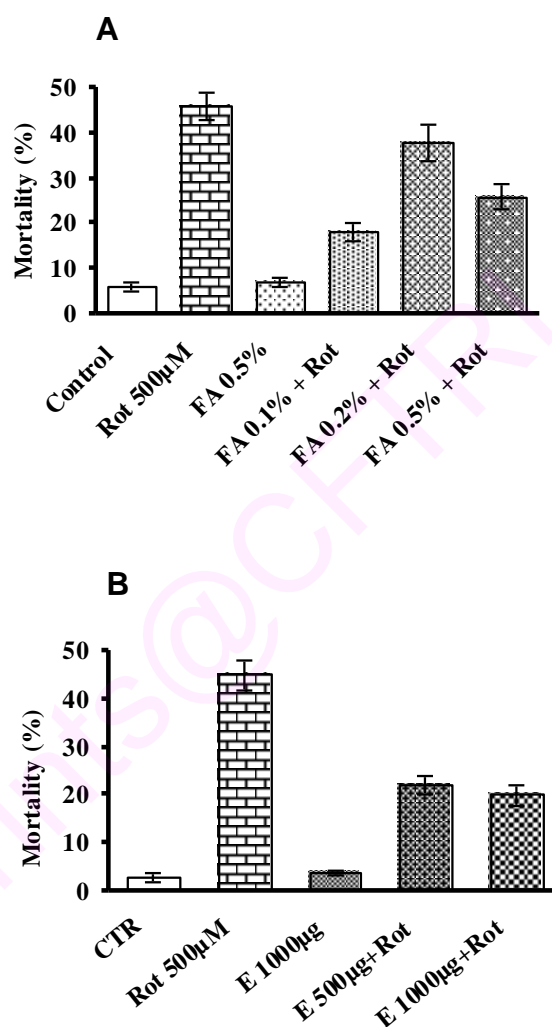 A
Mortality (%)
50
40
30
20
10
0
Control
Rot 500µM
FA 0.5%
FA 0.1% + Rot
FA 0.2% + Rot
FA 0.5% + Rot
B
Mortality (%)
50
40
30
20
10
0
CTR
Rot 500µM
E 1000µg
E 500µg+Rot
E 1000µg+Rot
ints@CFTRI